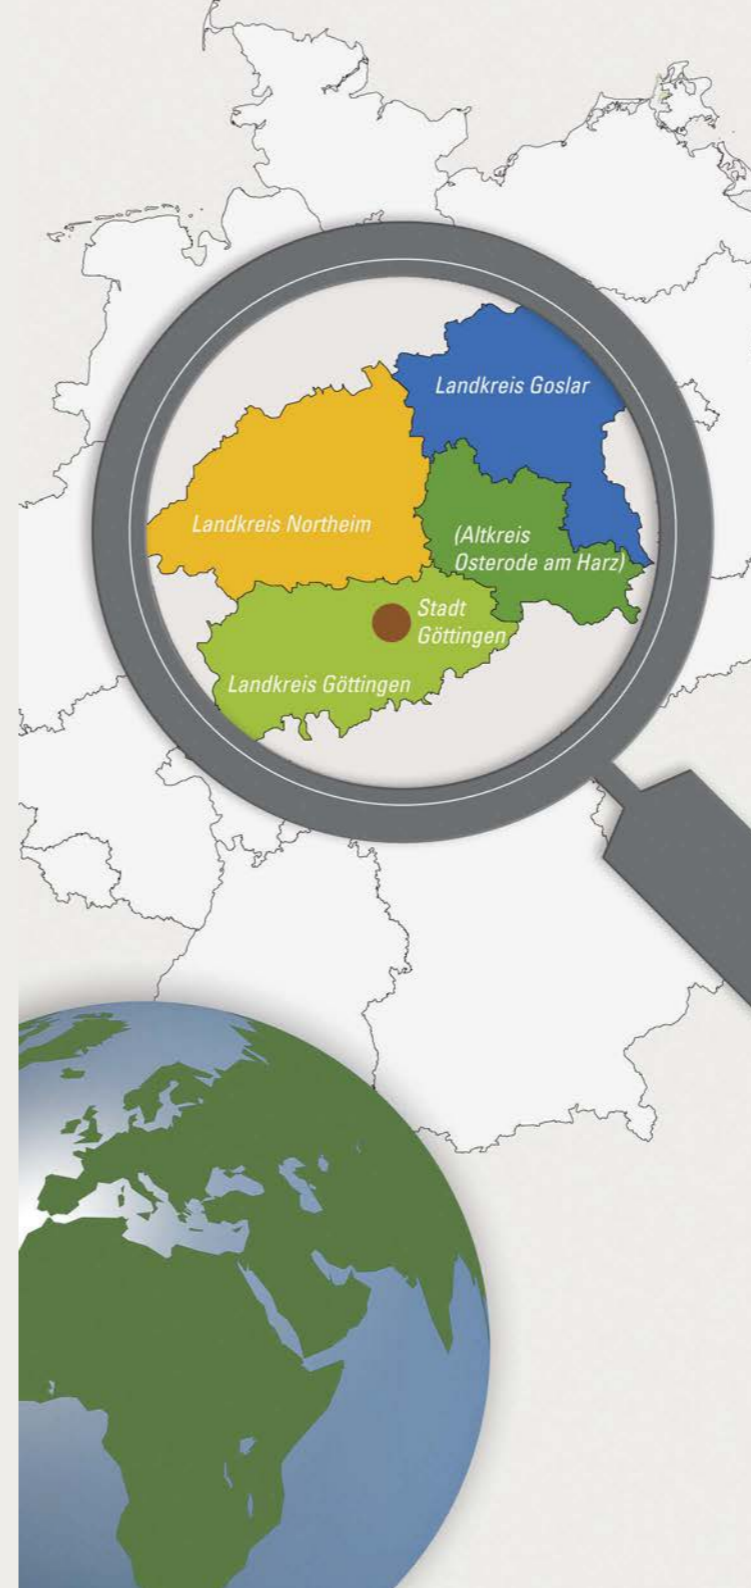 Landkreis Goslar
Landkreis Northeim
(Altkreis
Osterode am Harz)
Stadt
Göttingen
Landkreis Göttingen